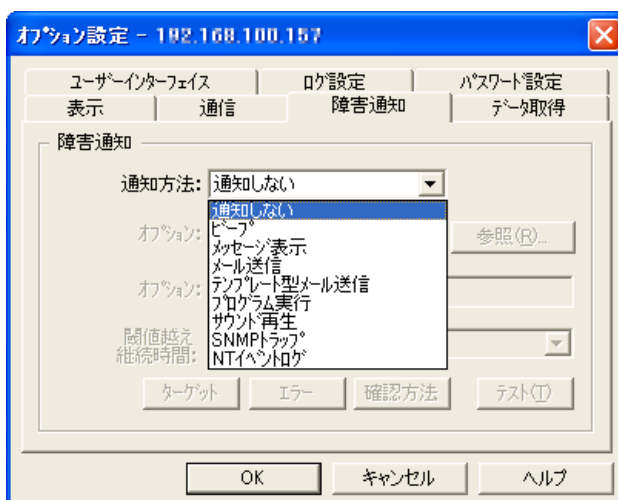 オプション設定 - 192.168.100.157
ユーザーインターフェイス ログ設定 パスワード設定
表示 通信 障害通知 データ取得
障害通知
通知方法: 通知しない
通知しない
ビープ
メッセージ表示
メール送信
テンプレート型メール送信
プログラム実行
サウンド再生
SNMPトラップ
NTイベントログ
オプション: 参照(R)...
オプション:
閾値越え
継続時間:
ターゲット エラー 確認方法 テスト(T)
OK キャンセル ヘルプ